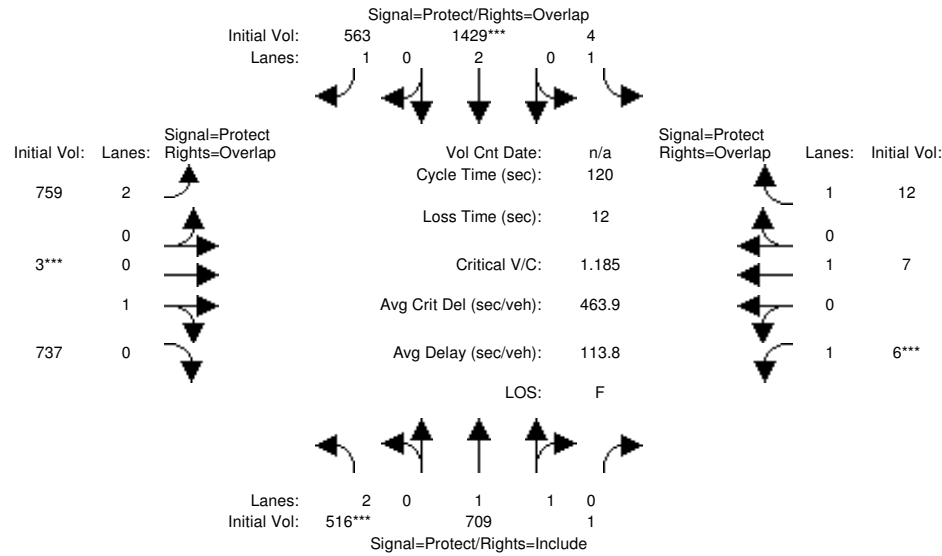 Signal=Protect/Rights=Overlap
Initial Vol: 563 1429*** 4
Lanes: 1 0 2 0 1
Signal=Protect Signal=Protect
Initial Vol: Lanes: Rights=Overlap Vol Cnt Date: n/a Rights=Overlap Lanes: Initial Vol:
Cycle Time (sec): 120
759 2 1 12
Loss Time (sec): 12
0 0
3*** 0 Critical V/C: 1.185 1 7
1 Avg Crit Del (sec/veh): 463.9 0
737 0 Avg Delay (sec/veh): 113.8 1 6***
LOS: F
Lanes: 2 0 1 1 0
Initial Vol: 516*** 709 1
Signal=Protect/Rights=Include